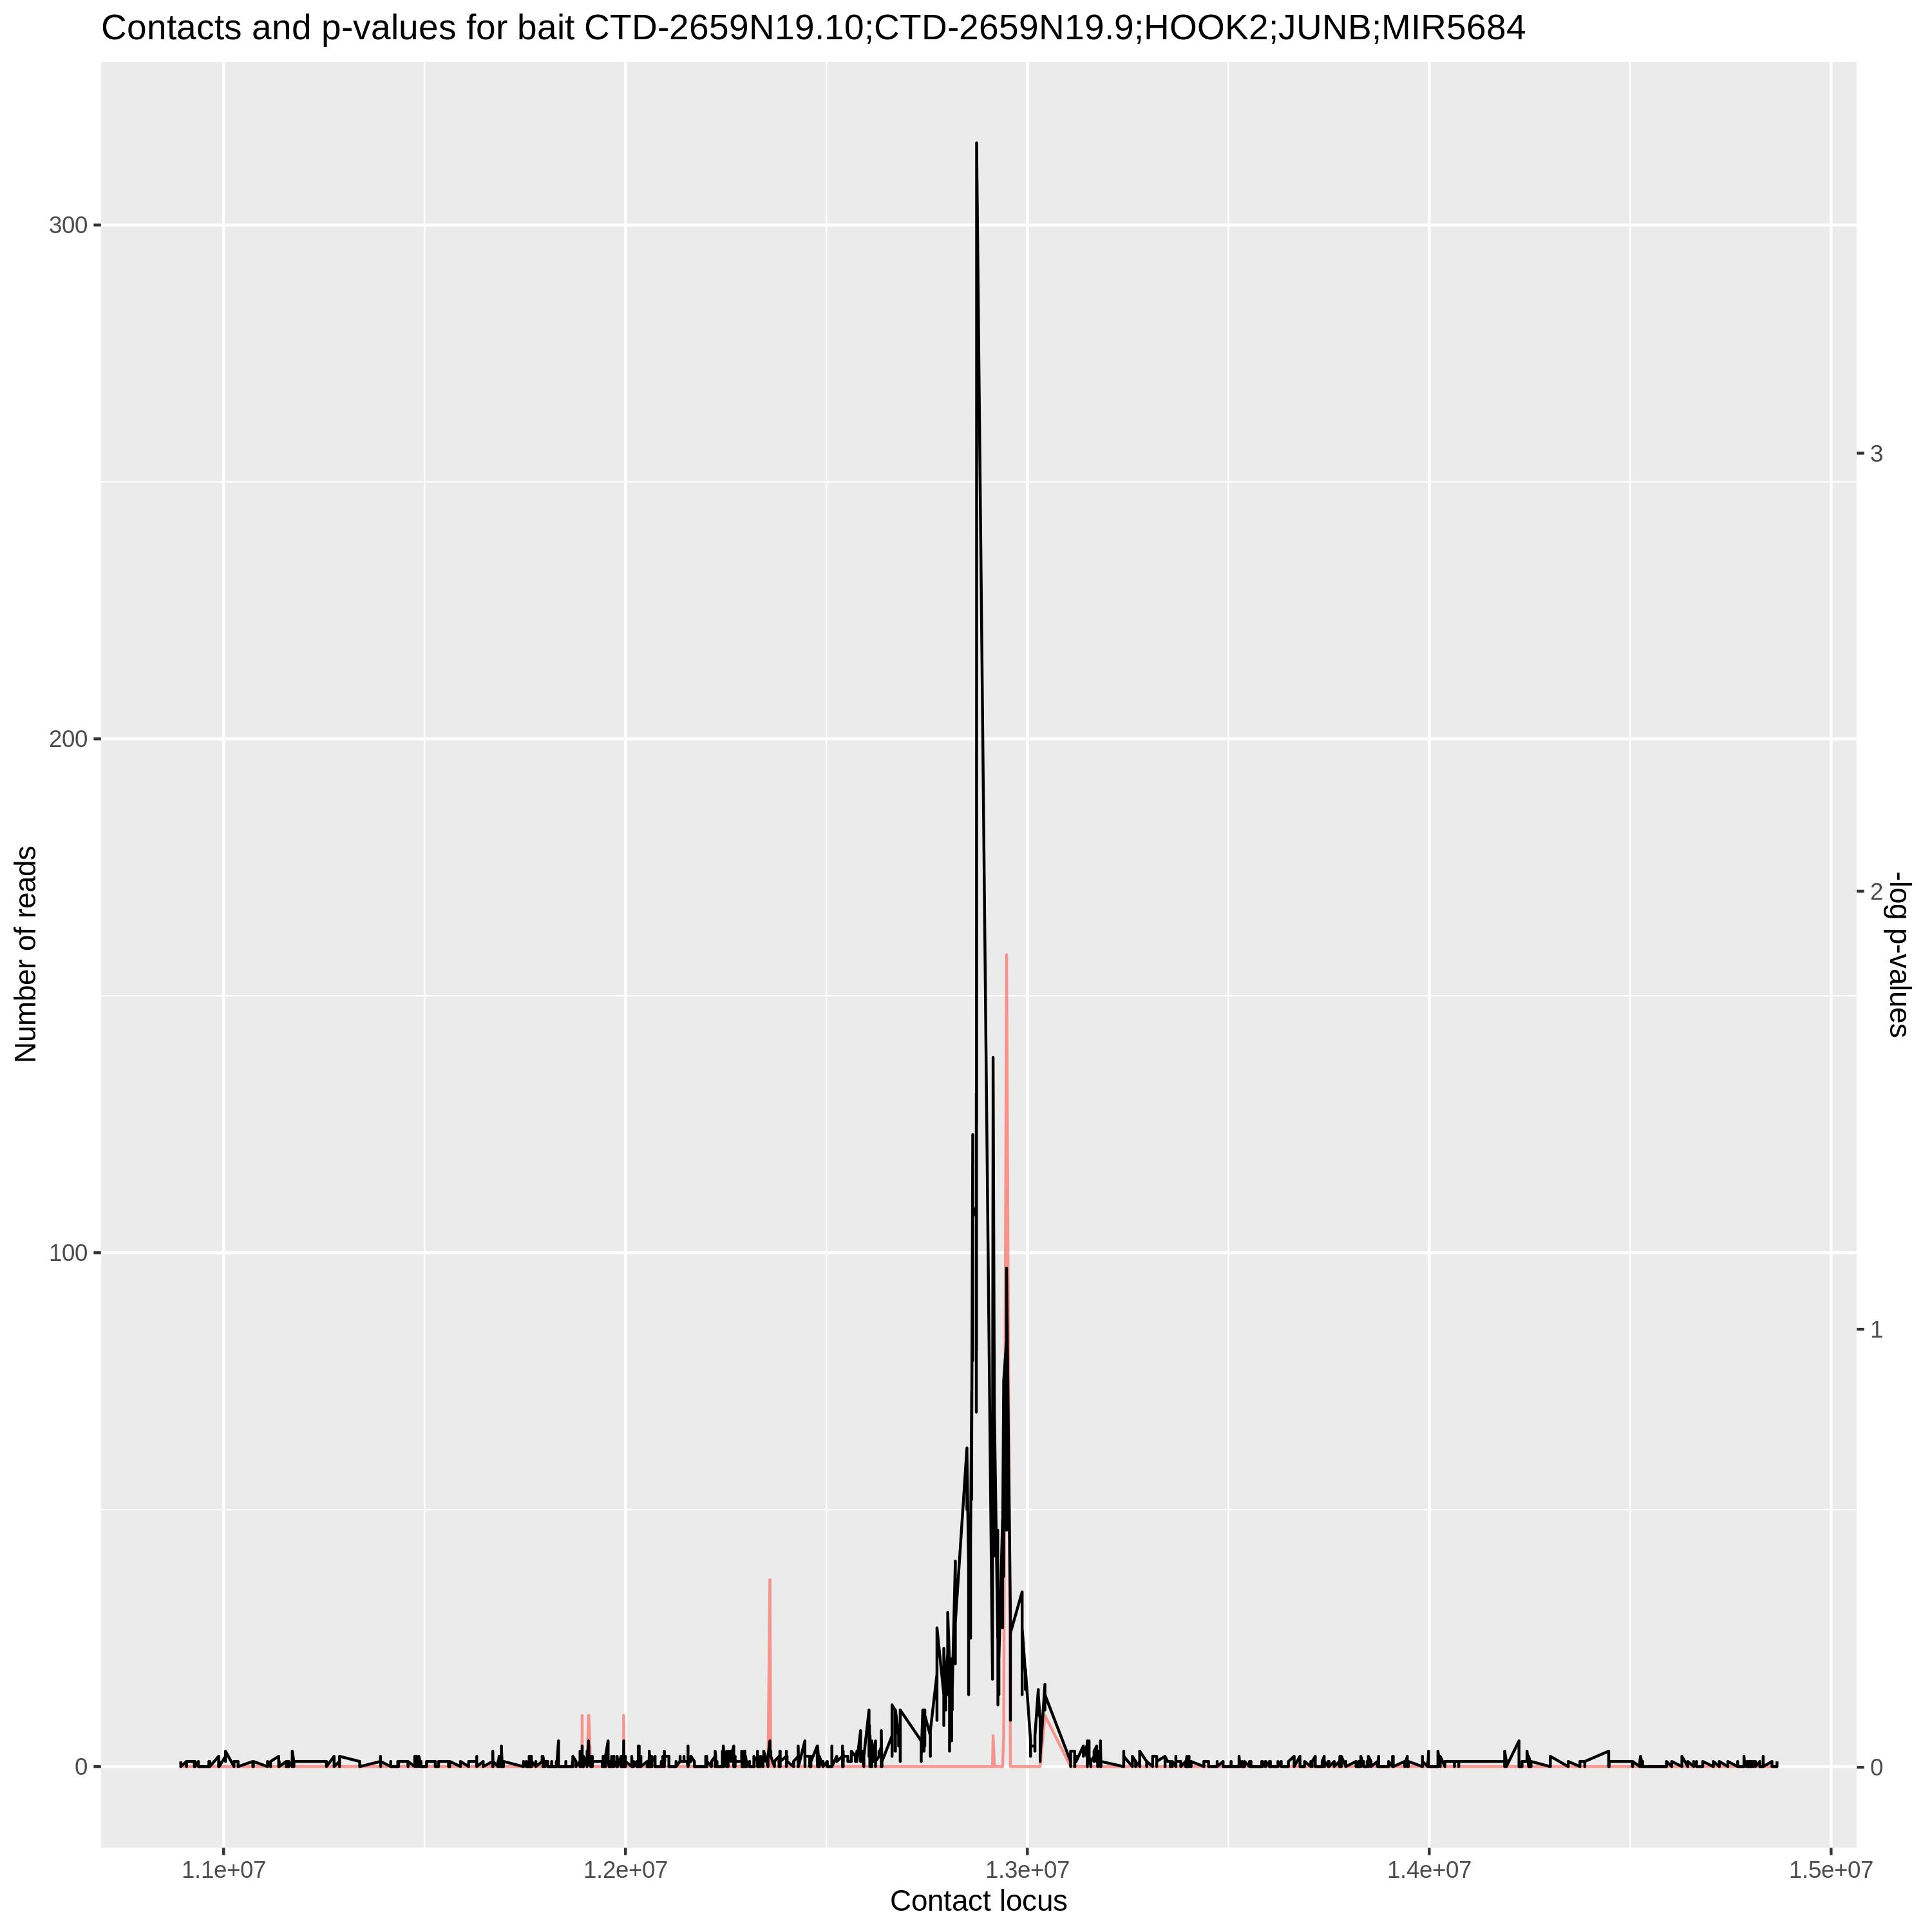 Contacts and p-values for bait CTD-2659N19.10;CTD-2659N19.9;HOOK2;JUNB;MIR5684
300
200
100
0
Number of reads
3
2
1
0
-log p-values
1.1e+07
1.2e+07
1.3e+07
1.4e+07
1.5e+07
Contact locus